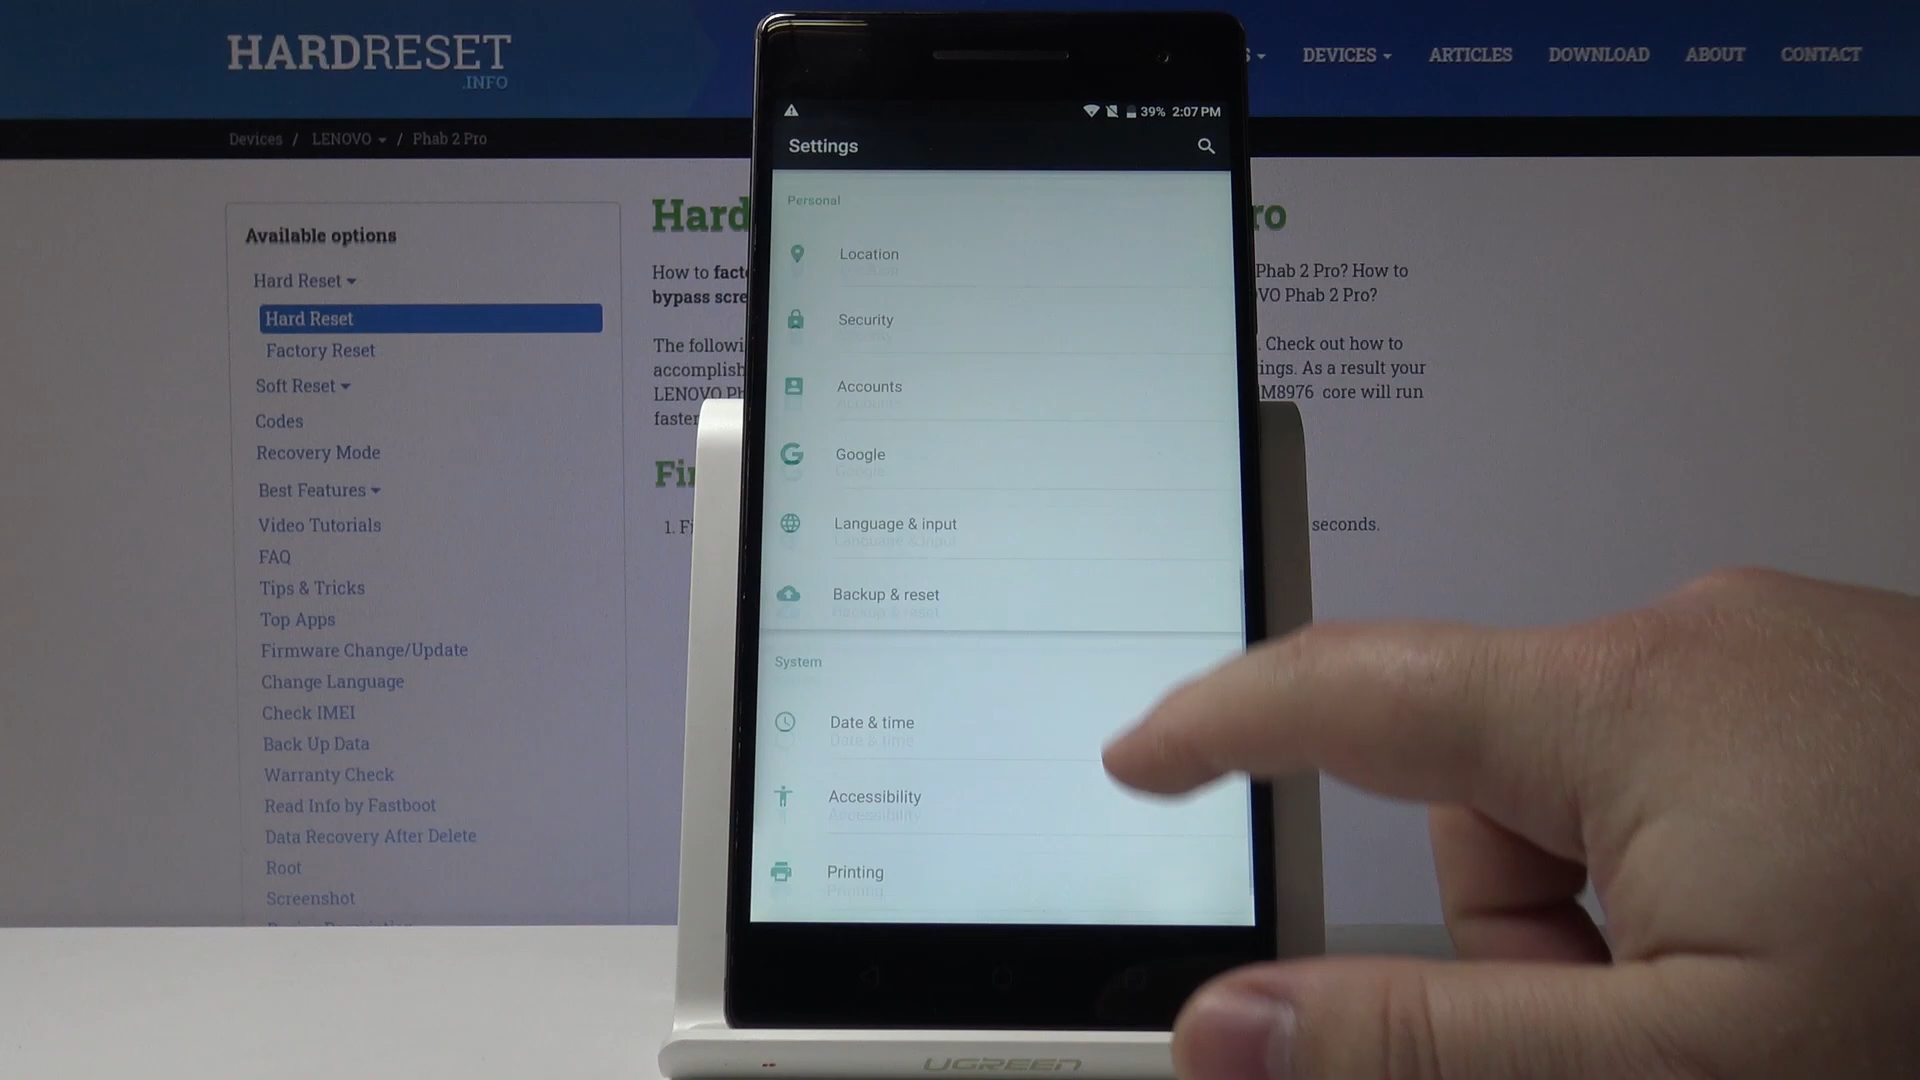 HARDRESET
.INFO
DEVICES
ARTICLES
DOWNLOAD
ABOUT
CONTACT
Devices / LENOVO / Phab 2 Pro
Available options
Hard Reset
Hard Reset
Factory Reset
Soft Reset
Codes
Recovery Mode
Best Features
Video Tutorials
FAQ
Tips & Tricks
Top Apps
Firmware Change/Update
Change Language
Check IMEI
Back Up Data
Warranty Check
Read Info by Fastboot
Data Recovery After Delete
Root
Screenshot
How to
bypass
Phab 2 Pro? How to
Phab 2 Pro?
The
Check out how to
As a result your
LENOVO
M8976 core will run
seconds.
39% 2:07 PM
Settings
Personal
Location
Security
Accounts
Google
Language & input
Backup & reset
System
Date & time
Accessibility
Printing
UGREEN